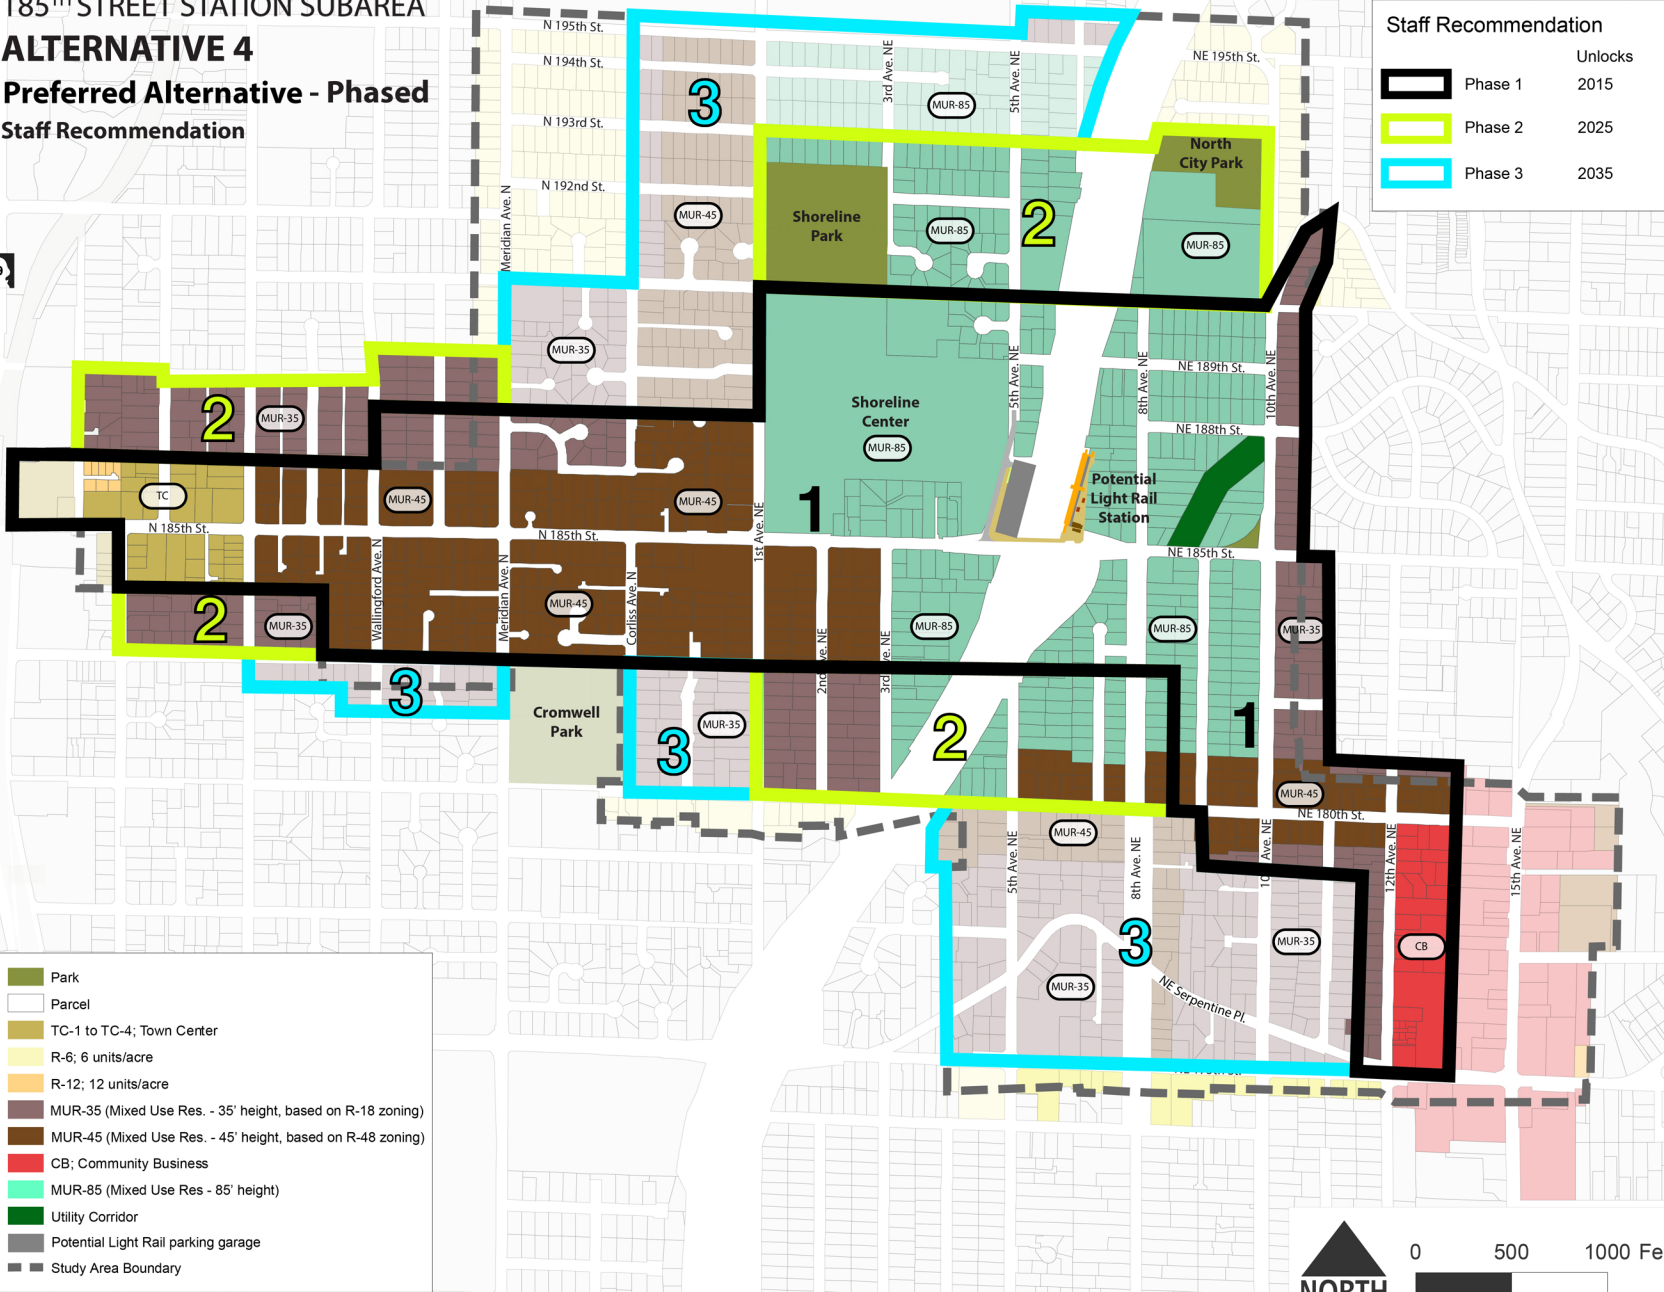 185TH STREET STATION SUBAREA
ALTERNATIVE 4
Preferred Alternative - Phased
Staff Recommendation
Staff Recommendation
Unlocks
Phase 1 2015
Phase 2 2025
Phase 3 2035
N 195th St.
N 194th St.
N 193rd St.
N 192nd St.
NE 195th St.
3rd Ave. NE
5th Ave. NE
Meridian Ave. N
3
MUR-85
MUR-45
North
City Park
Shoreline
Park
MUR-85
2
MUR-85
MUR-35
2
MUR-35
Shoreline
Center
MUR-85
5th Ave. NE
8th Ave. NE
10th Ave. NE
NE 189th St.
NE 188th St.
TC
MUR-45
MUR-45
1
Potential
Light Rail
Station
N 185th St.
N 185th St.
1st Ave. NE
NE 185th St.
Wallingford Ave. N
Meridian Ave. N
Corliss Ave. N
MUR-45
2
MUR-35
MUR-85
MUR-85
MUR-35
2nd Ave. NE
3rd Ave. NE
3
Cromwell
Park
3
MUR-35
2
1
MUR-45
NE 180th St.
MUR-45
5th Ave. NE
8th Ave. NE
12th Ave. NE
15th Ave. NE
3
MUR-35
MUR-35
CB
NE Serpentine Pl.
Park
Parcel
TC-1 to TC-4; Town Center
R-6; 6 units/acre
R-12; 12 units/acre
MUR-35 (Mixed Use Res. - 35' height, based on R-18 zoning)
MUR-45 (Mixed Use Res. - 45' height, based on R-48 zoning)
CB; Community Business
MUR-85 (Mixed Use Res - 85' height)
Utility Corridor
Potential Light Rail parking garage
Study Area Boundary
0 500 1000 Fe
NORTH